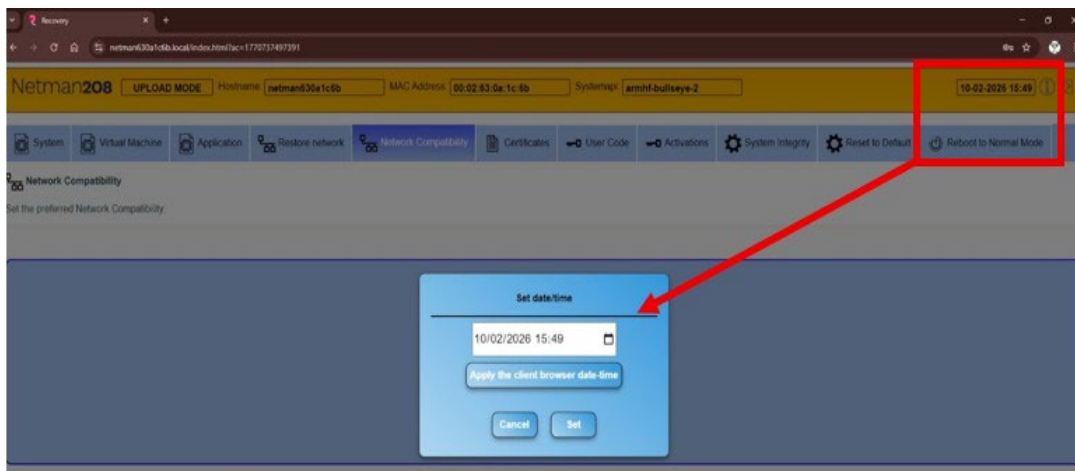 Recovery
netman630a1c6b.local/index.html?ac=1770737497391
Netman208 UPLOAD MODE Hostname netman630a1c6b MAC Address 00:02:63:0a:1c:6b Systemapi armhf-bullseye-2 10-02-2026 15:49
System Virtual Machine Application Restore network Network Compatibility Certificates User Code Activations System Integrity Reset to Default Reboot to Normal Mode
Network Compatibility
Set the preferred Network Compatibility
Set date/time
10/02/2026 15:49
Apply the client browser date-time
Cancel Set